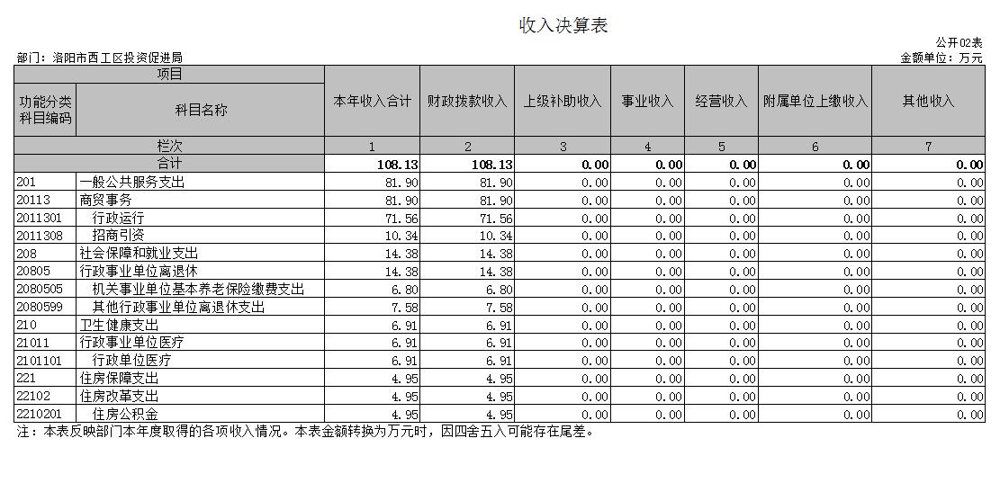 收入决算表
公开02表
部门：洛阳市西工区投资促进局 金额单位：万元
项目 本年收入合计 财政拨款收入 上级补助收入 事业收入 经营收入 附属单位上缴收入 其他收入
功能分类科目编码 科目名称
栏次 1 2 3 4 5 6 7
合计 108.13 108.13 0.00 0.00 0.00 0.00 0.00
201 一般公共服务支出 81.90 81.90 0.00 0.00 0.00 0.00 0.00
20113 商贸事务 81.90 81.90 0.00 0.00 0.00 0.00 0.00
2011301 行政运行 71.56 71.56 0.00 0.00 0.00 0.00 0.00
2011308 招商引资 10.34 10.34 0.00 0.00 0.00 0.00 0.00
208 社会保障和就业支出 14.38 14.38 0.00 0.00 0.00 0.00 0.00
20805 行政事业单位离退休 14.38 14.38 0.00 0.00 0.00 0.00 0.00
2080505 机关事业单位基本养老保险缴费支出 6.80 6.80 0.00 0.00 0.00 0.00 0.00
2080599 其他行政事业单位离退休支出 7.58 7.58 0.00 0.00 0.00 0.00 0.00
210 卫生健康支出 6.91 6.91 0.00 0.00 0.00 0.00 0.00
21011 行政事业单位医疗 6.91 6.91 0.00 0.00 0.00 0.00 0.00
2101101 行政单位医疗 6.91 6.91 0.00 0.00 0.00 0.00 0.00
221 住房保障支出 4.95 4.95 0.00 0.00 0.00 0.00 0.00
22102 住房改革支出 4.95 4.95 0.00 0.00 0.00 0.00 0.00
2210201 住房公积金 4.95 4.95 0.00 0.00 0.00 0.00 0.00
注：本表反映部门本年度取得的各项收入情况。本表金额转换为万元时，因四舍五入可能存在尾差。